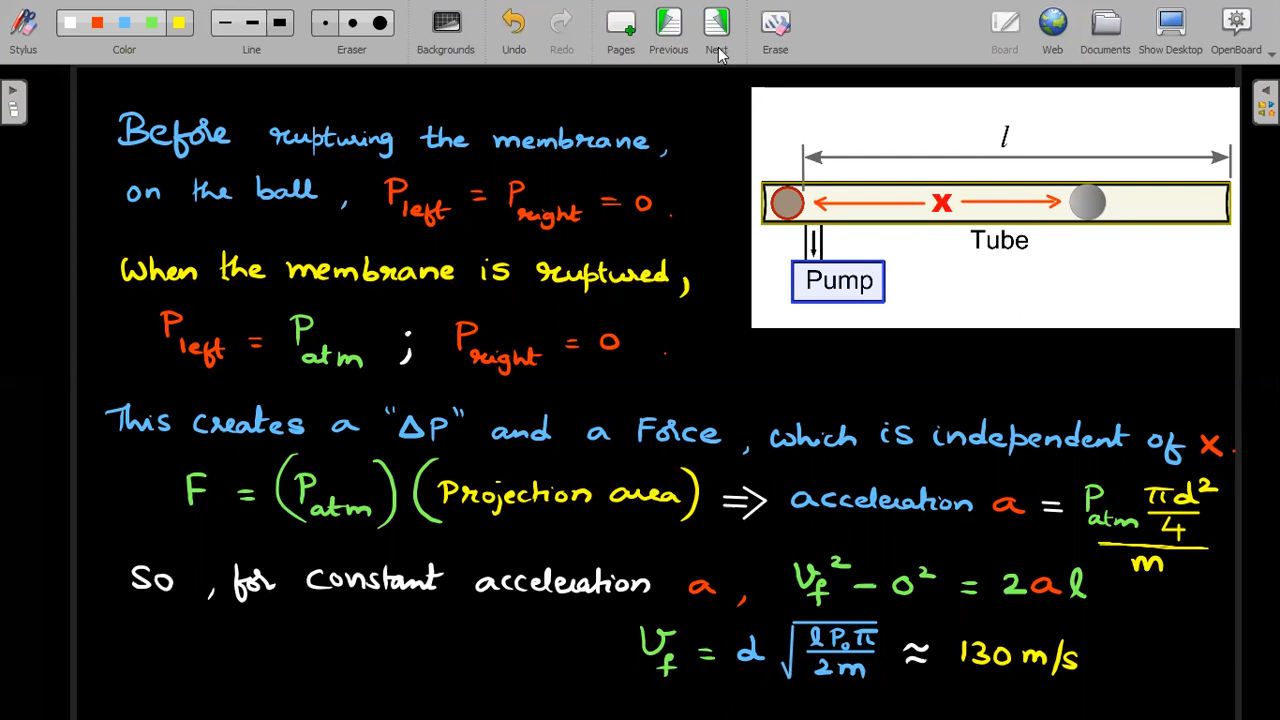 Stylus Color Line Eraser Backgrounds Undo Redo Pages Previous Next Erase Board Web Documents Show Desktop OpenBoard
Before rupturing the membrane,
on the ball, P_left = P_right = 0.
When the membrane is ruptured,
P_left = P_atm ; P_right = 0.
l
x
Tube
Pump
This creates a "ΔP" and a Force, which is independent of x.
F = (P_atm) (Projection area) ⇒ acceleration a = P_atm πd²/4 / m
So, for constant acceleration a, v_f² − 0² = 2al
v_f = d √(l P₀ π / 2m) ≈ 130 m/s